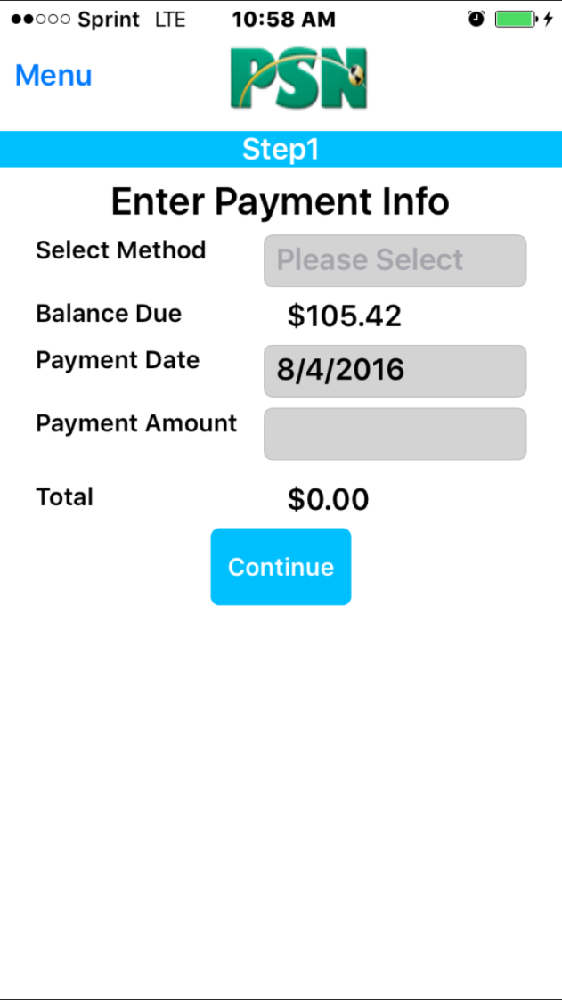 Sprint LTE 10:58 AM
Menu
PSN
Step1
Enter Payment Info
Select Method Please Select
Balance Due $105.42
Payment Date 8/4/2016
Payment Amount
Total $0.00
Continue